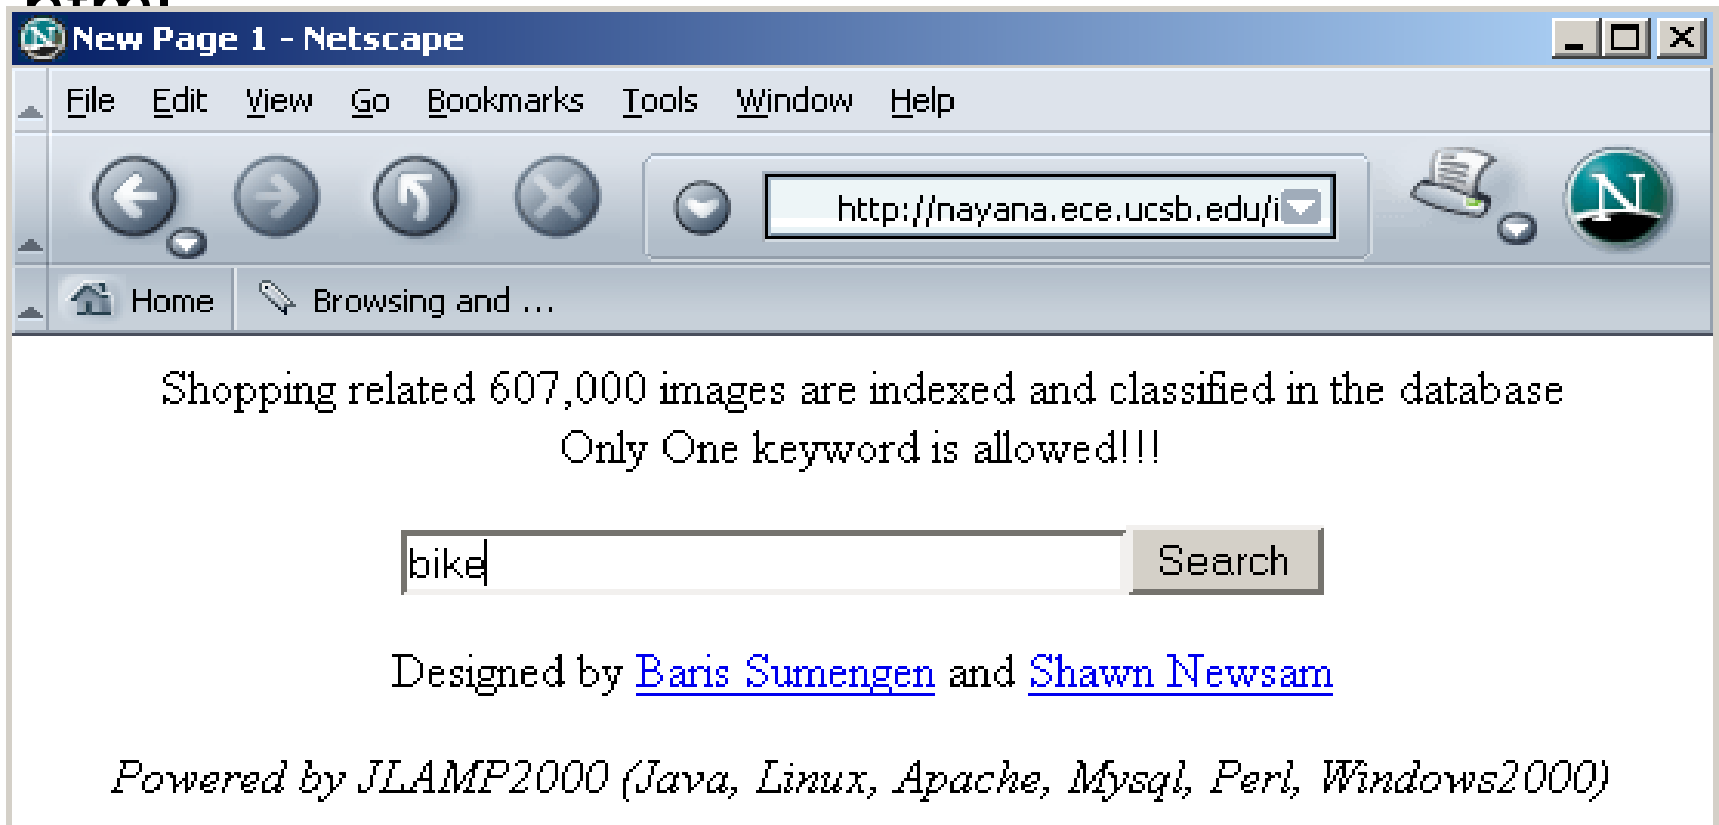 html
New Page 1 - Netscape
File Edit View Go Bookmarks Tools Window Help
http://nayana.ece.ucsb.edu/i
N
Home Browsing and ...
Shopping related 607,000 images are indexed and classified in the database
Only One keyword is allowed!!!
bike Search
Designed by Baris Sumengen and Shawn Newsam
Powered by JLAMP2000 (Java, Linux, Apache, Mysql, Perl, Windows2000)